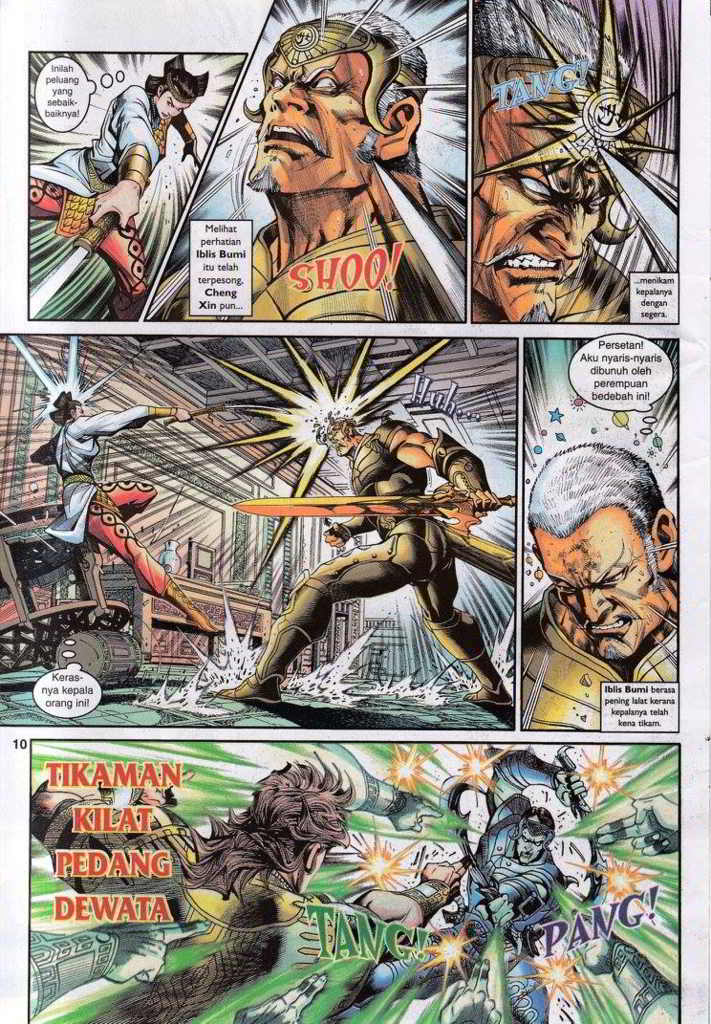 Inilah
peluang
yang
sebaik-
baiknya!
Melihat
perhatian
Iblis Bumi
itu telah
terpesong,
Cheng
Xin pun...
SHOO!
TANG!
...menikam
kepalanya
dengan
segera.
Huh...
Keras-
nya kepala
orang ini!
Persetan!
Aku nyaris-nyaris
dibunuh oleh
perempuan
bedebah ini!
Iblis Bumi berasa
pening lalat kerana
kepalanya telah
kena tikam.
10
TIKAMAN
KILAT
PEDANG
DEWATA
TANG!
PANG!